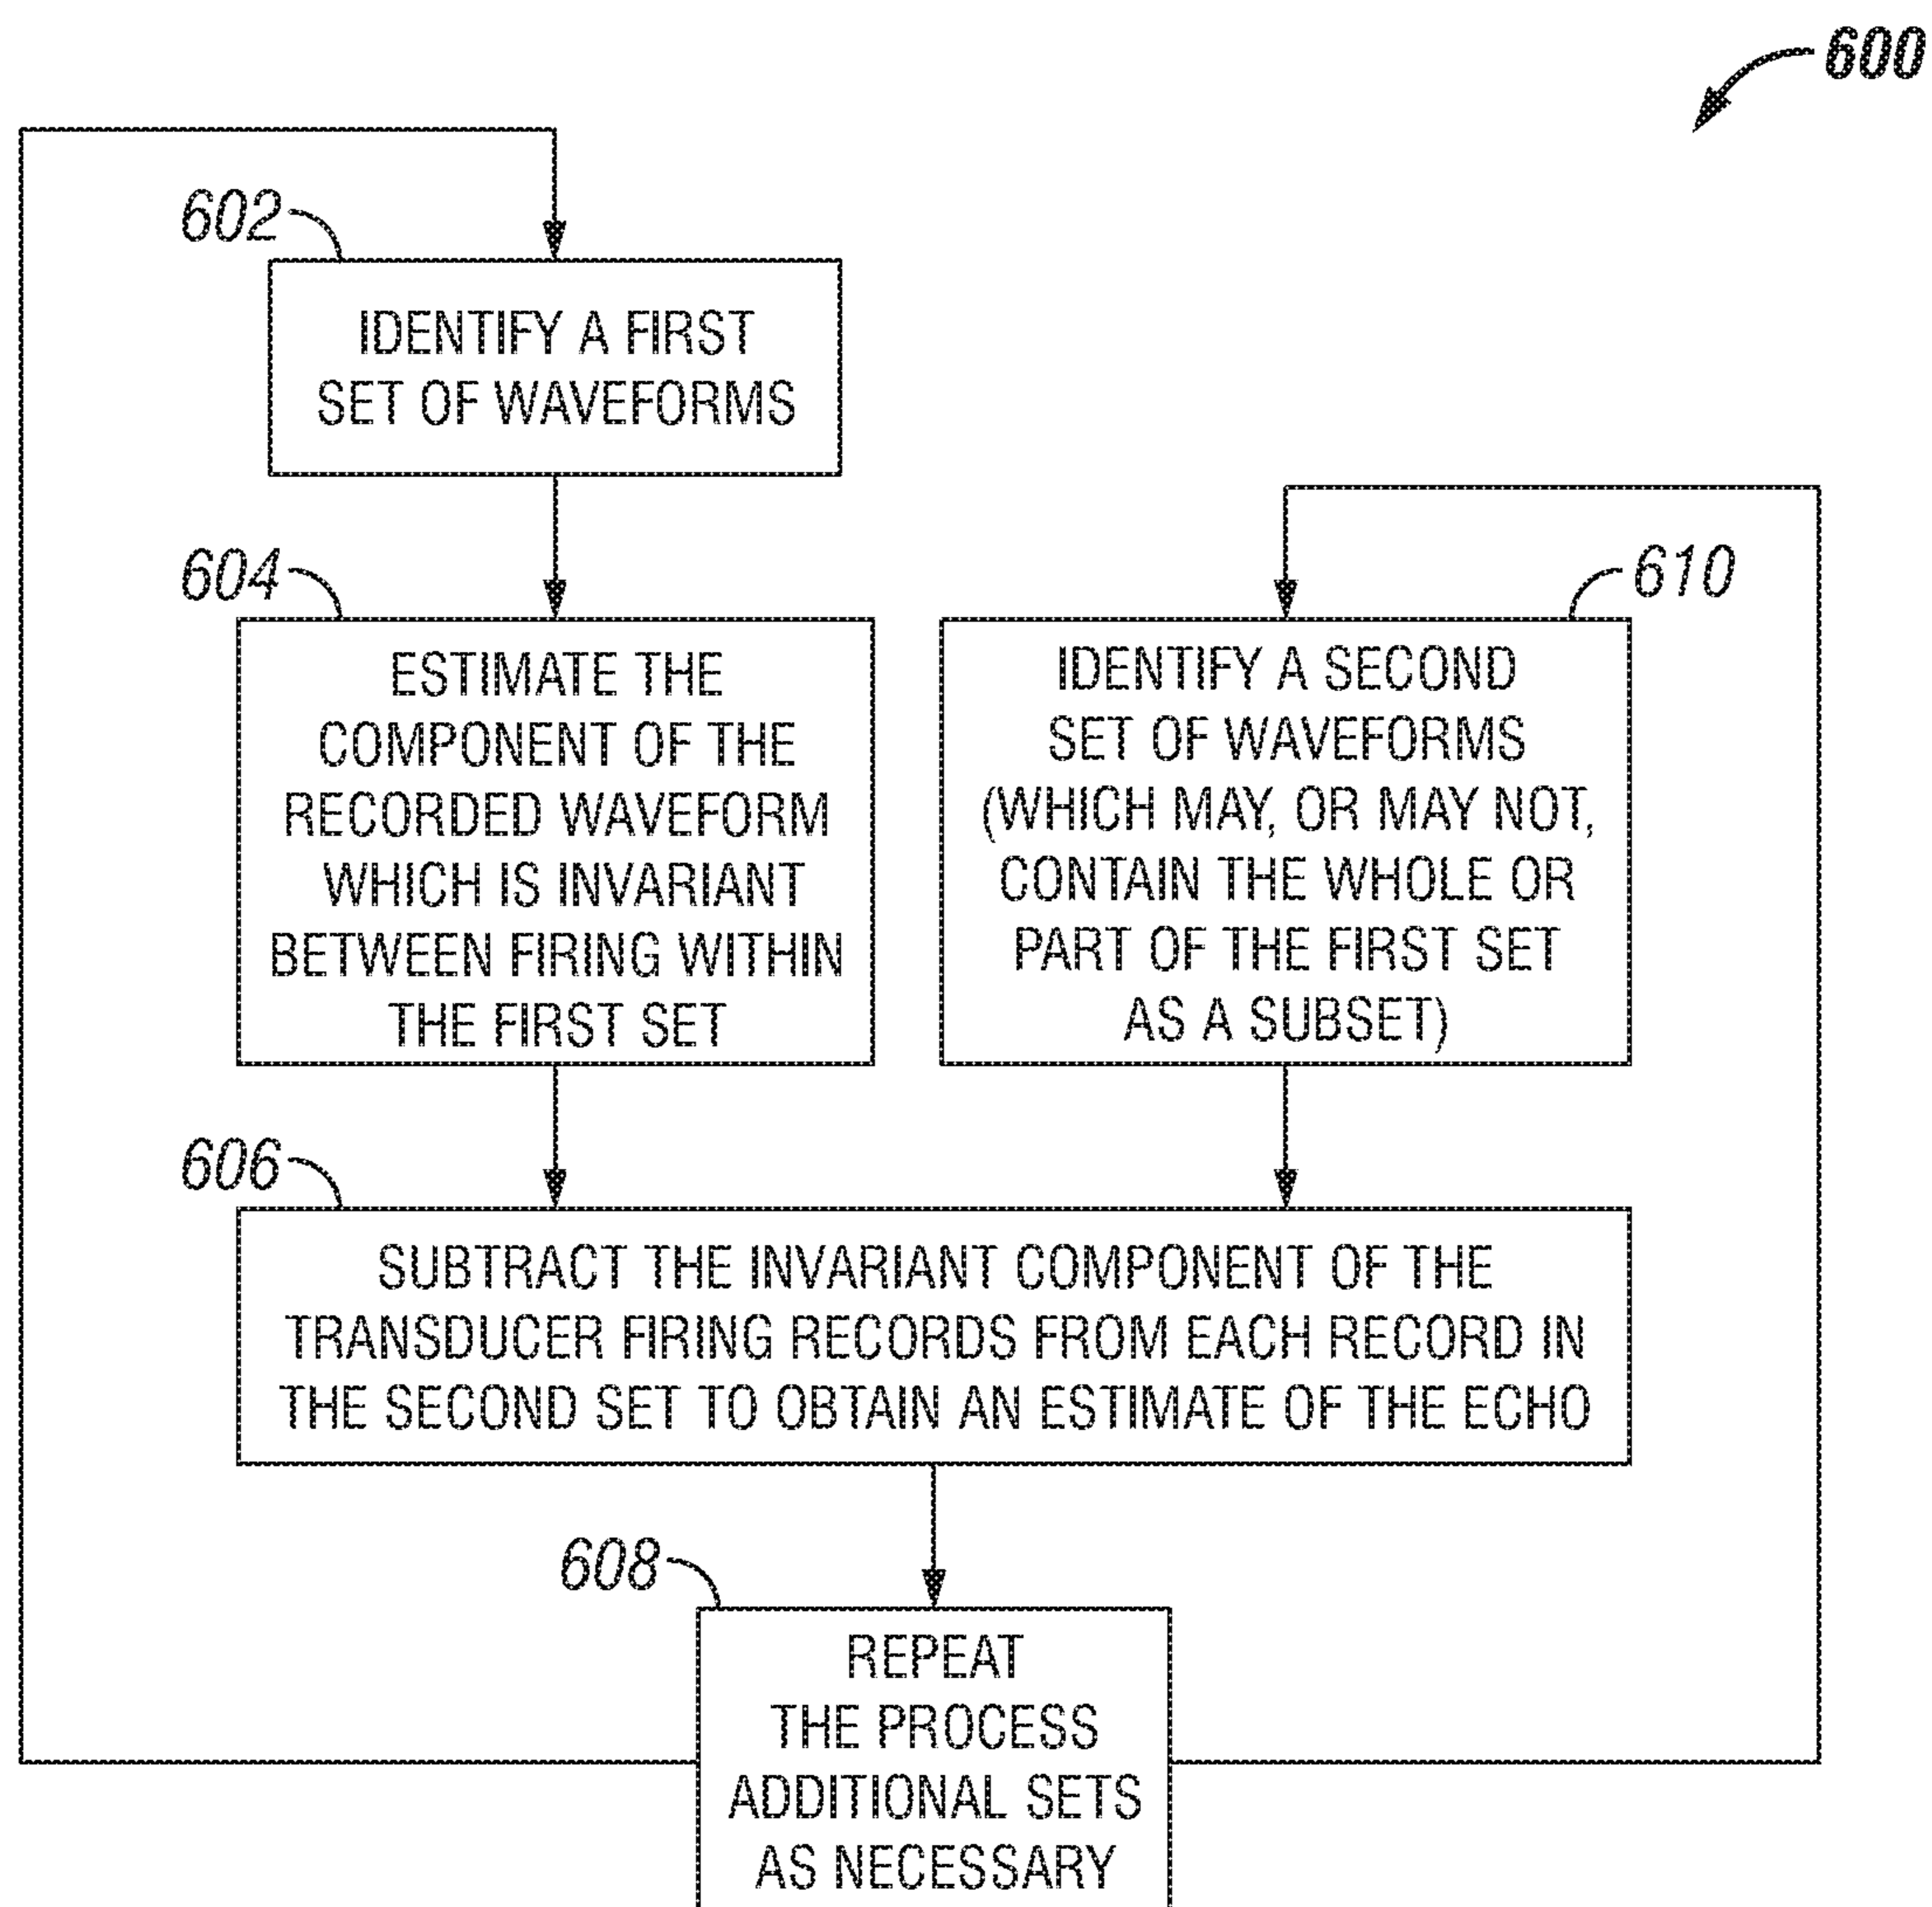 600
602
IDENTIFY A FIRST
SET OF WAVEFORMS
604
ESTIMATE THE
COMPONENT OF THE
RECORDED WAVEFORM
WHICH IS INVARIANT
BETWEEN FIRING WITHIN
THE FIRST SET
610
IDENTIFY A SECOND
SET OF WAVEFORMS
(WHICH MAY, OR MAY NOT,
CONTAIN THE WHOLE OR
PART OF THE FIRST SET
AS A SUBSET)
606
SUBTRACT THE INVARIANT COMPONENT OF THE
TRANSDUCER FIRING RECORDS FROM EACH RECORD IN
THE SECOND SET TO OBTAIN AN ESTIMATE OF THE ECHO
608
REPEAT
THE PROCESS
ADDITIONAL SETS
AS NECESSARY